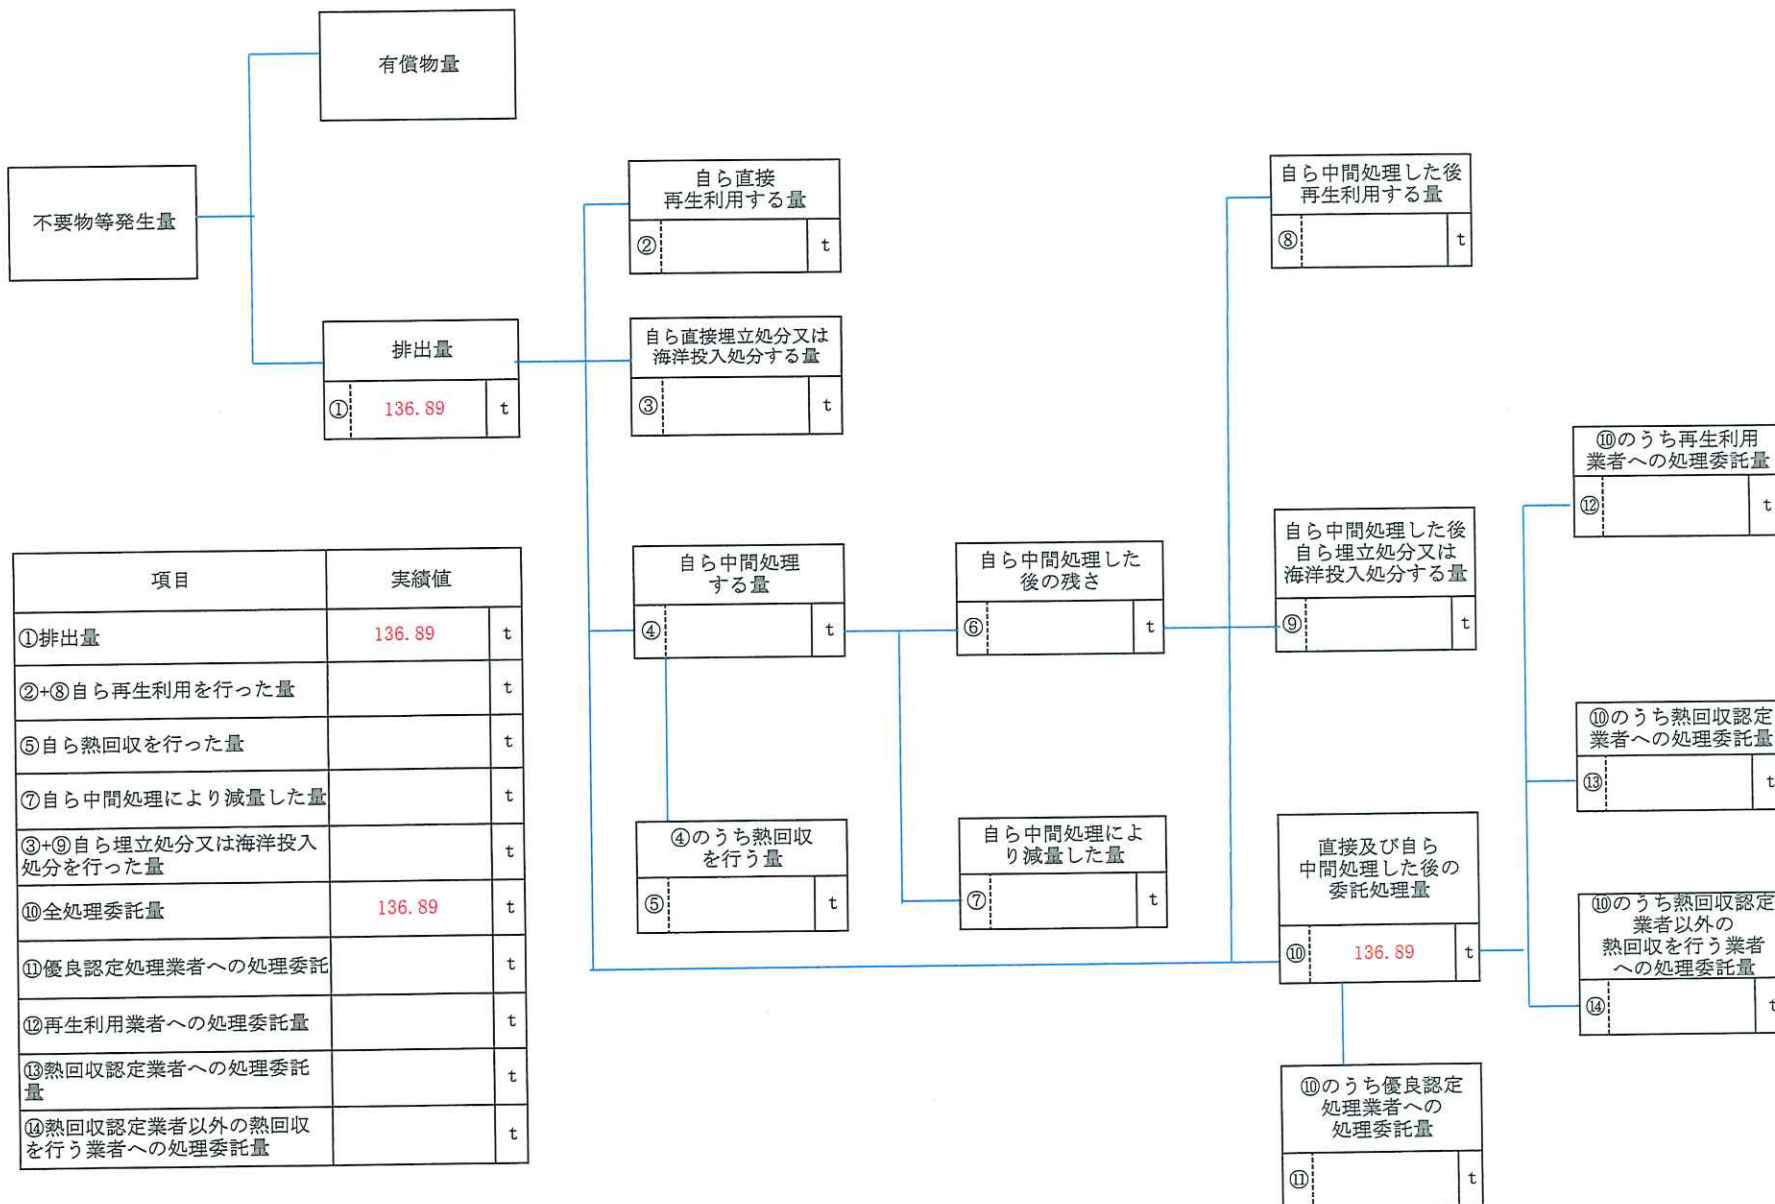 有償物量
不要物等発生量
排出量
① 136.89 t
自ら直接
再生利用する量
② t
自ら直接埋立処分又は
海洋投入処分する量
③ t
自ら中間処理
する量
④ t
④のうち熱回収
を行う量
⑤ t
自ら中間処理した
後の残さ
⑥ t
自ら中間処理によ
り減量した量
⑦ t
自ら中間処理した後
再生利用する量
⑧ t
自ら中間処理した後
自ら埋立処分又は
海洋投入処分する量
⑨ t
直接及び自ら
中間処理した後の
委託処理量
⑩ 136.89 t
⑩のうち優良認定
処理業者への
処理委託量
⑪ t
⑩のうち再生利用
業者への処理委託量
⑫ t
⑩のうち熱回収認定
業者への処理委託量
⑬ t
⑩のうち熱回収認定
業者以外の
熱回収を行う業者
への処理委託量
⑭ t
項目 実績値
①排出量 136.89 t
②+⑧自ら再生利用を行った量 t
⑤自ら熱回収を行った量 t
⑦自ら中間処理により減量した量 t
③+⑨自ら埋立処分又は海洋投入
処分を行った量 t
⑩全処理委託量 136.89 t
⑪優良認定処理業者への処理委託 t
⑫再生利用業者への処理委託量 t
⑬熱回収認定業者への処理委託
量 t
⑭熱回収認定業者以外の熱回収
を行う業者への処理委託量 t